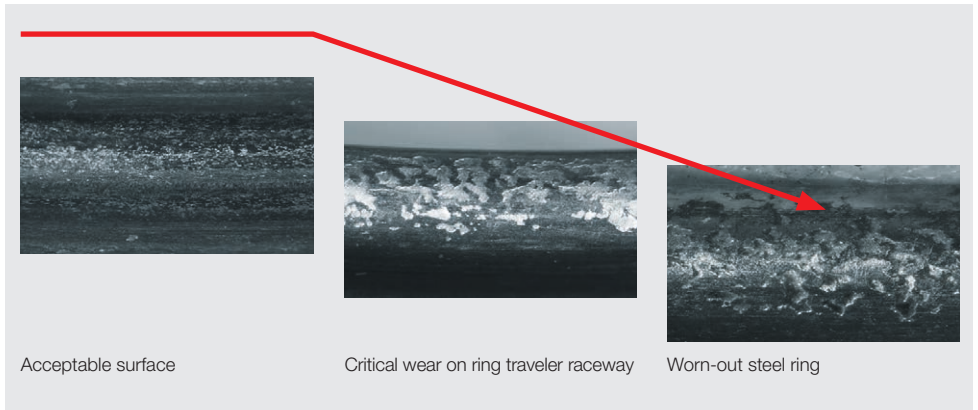 Acceptable surface
Critical wear on ring traveler raceway
Worn-out steel ring